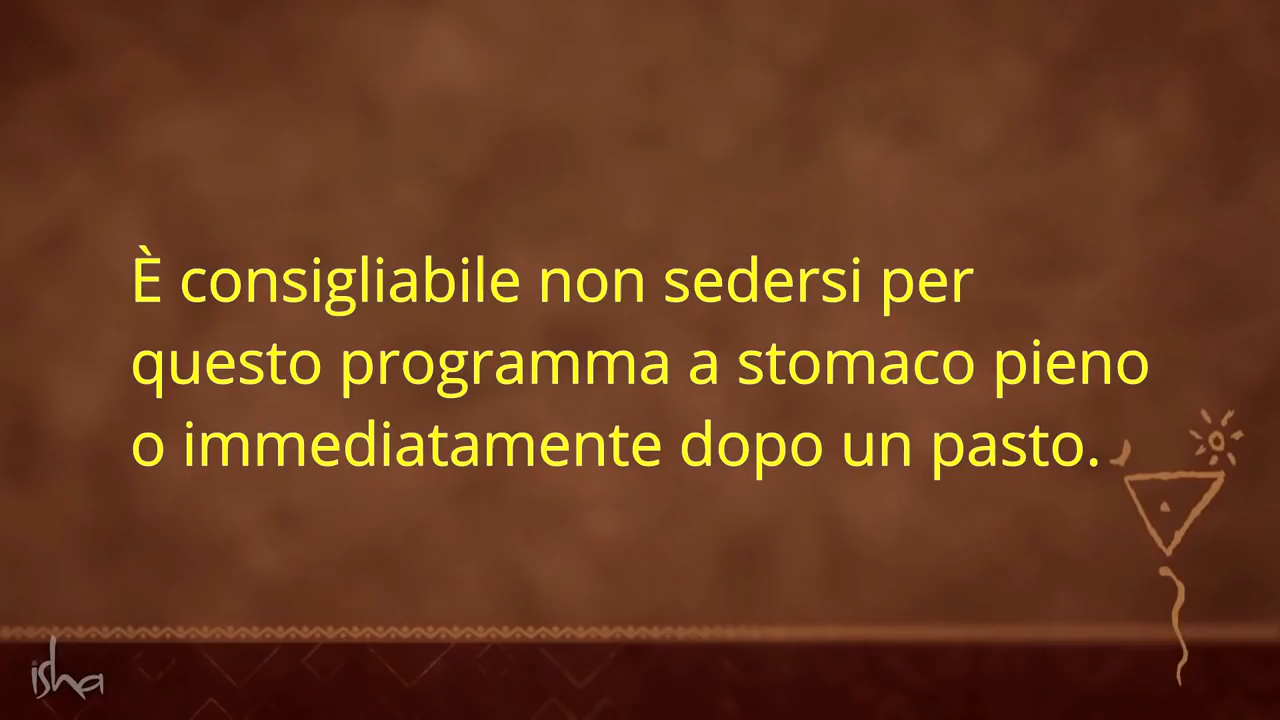 È consigliabile non sedersi per
questo programma a stomaco pieno
o immediatamente dopo un pasto.
isha